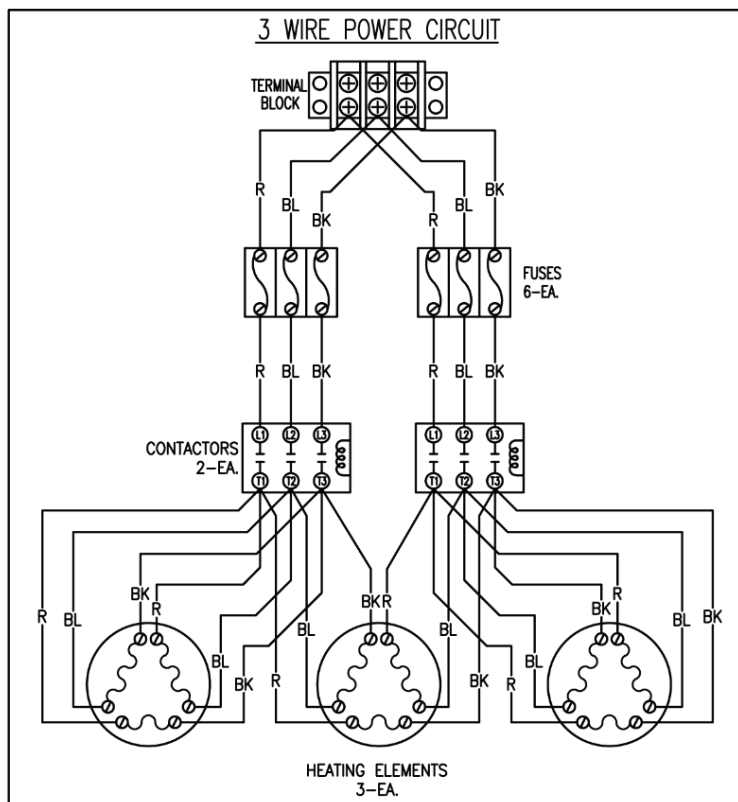 3 WIRE POWER CIRCUIT
TERMINAL
BLOCK
R
BL
BK
R
BL
BK
FUSES
6-EA.
R
BL
BK
R
BL
BK
CONTACTORS
2-EA.
L1 L2 L3
T1 T2 T3
L1 L2 L3
T1 T2 T3
R
BL
BK
R
BL
BK
R
BL
BK
R
BL
BK
R
BL
BK
R
BL
BK
HEATING ELEMENTS
3-EA.